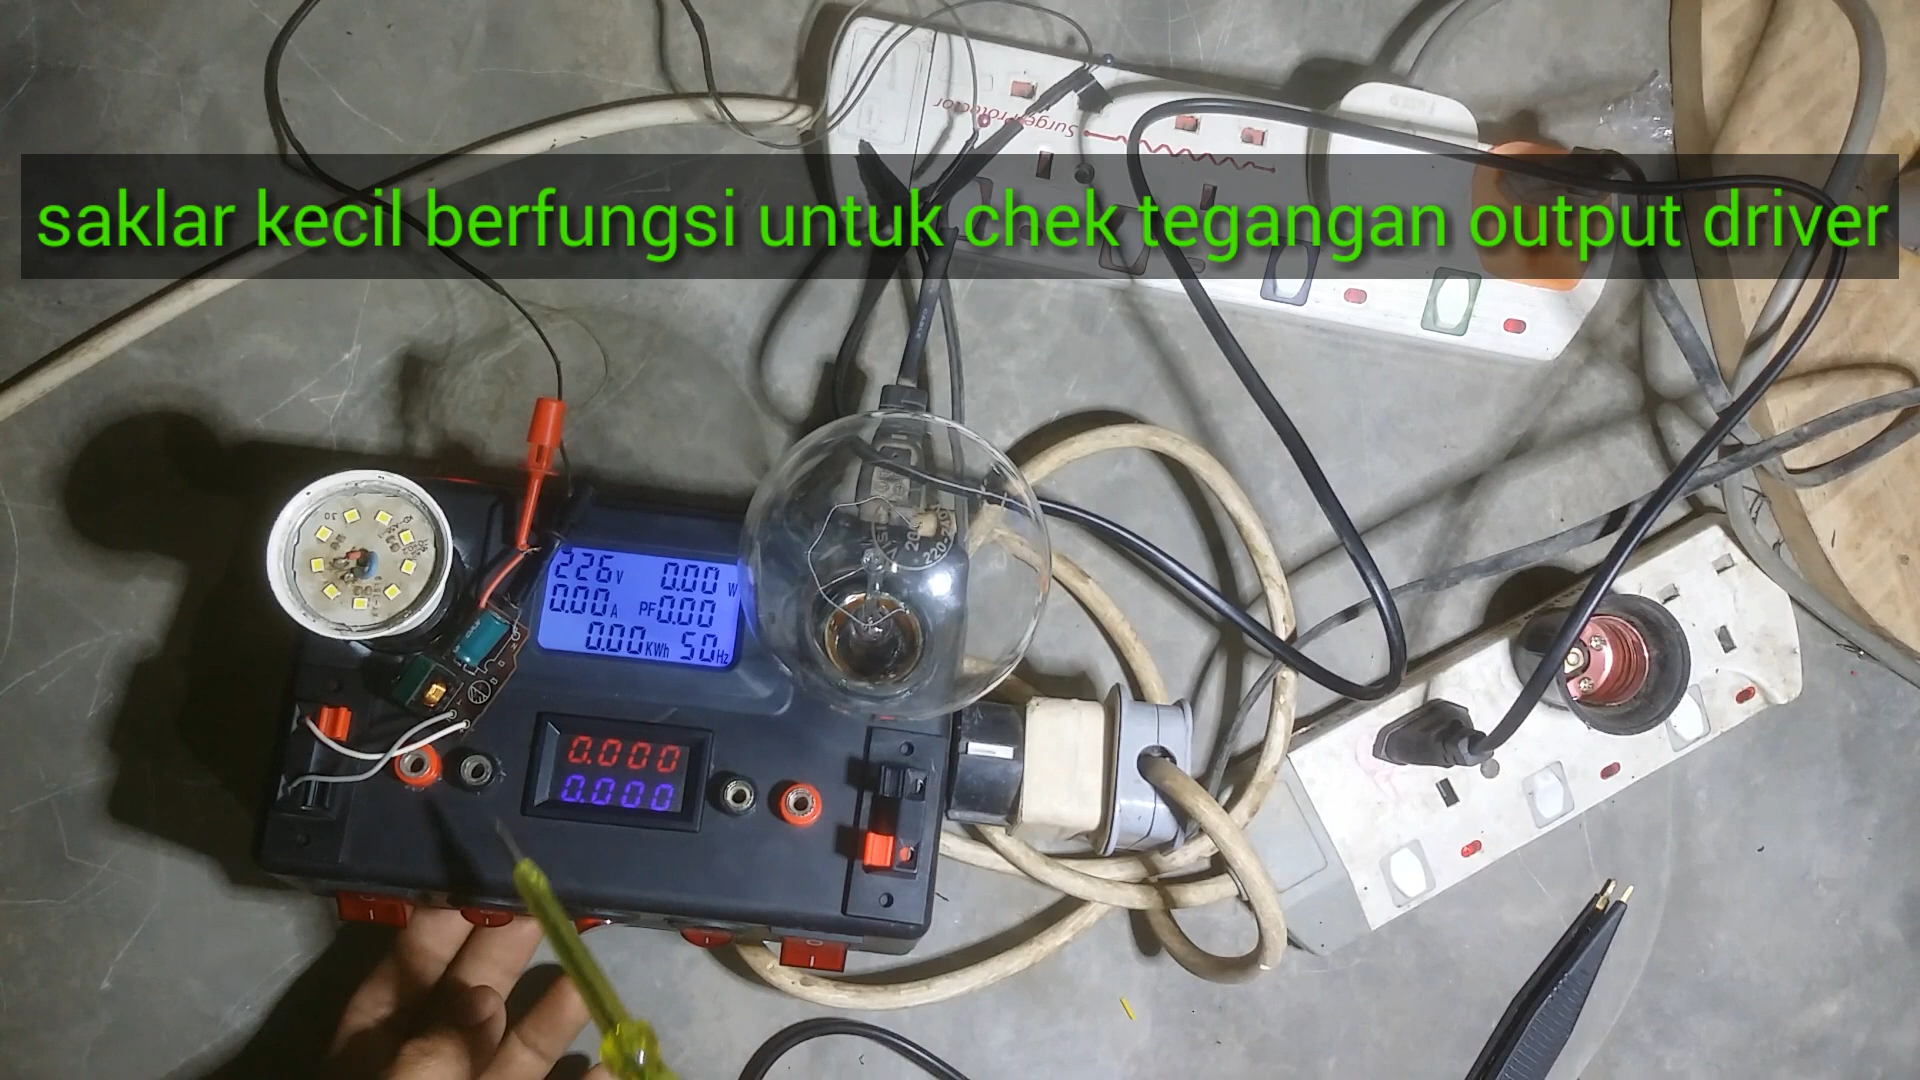 Surge Protector
saklar kecil berfungsi untuk chek tegangan output driver
226V 0.00 W
0.00A PF0.00
0.00KWh 50Hz
0.000
0.000